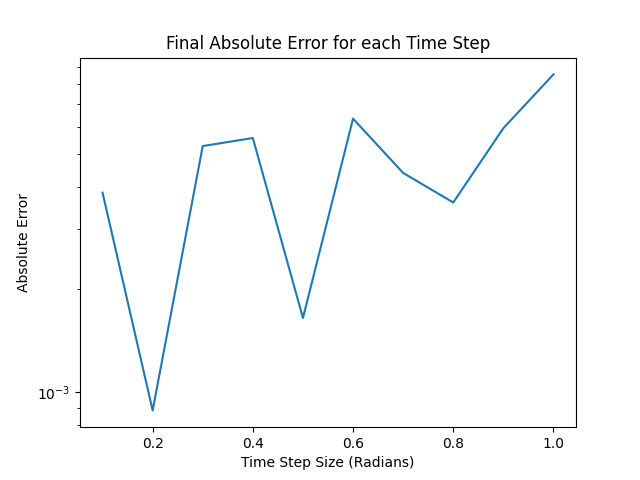 Final Absolute Error for each Time Step
Absolute Error
10⁻³
0.2 0.4 0.6 0.8 1.0
Time Step Size (Radians)